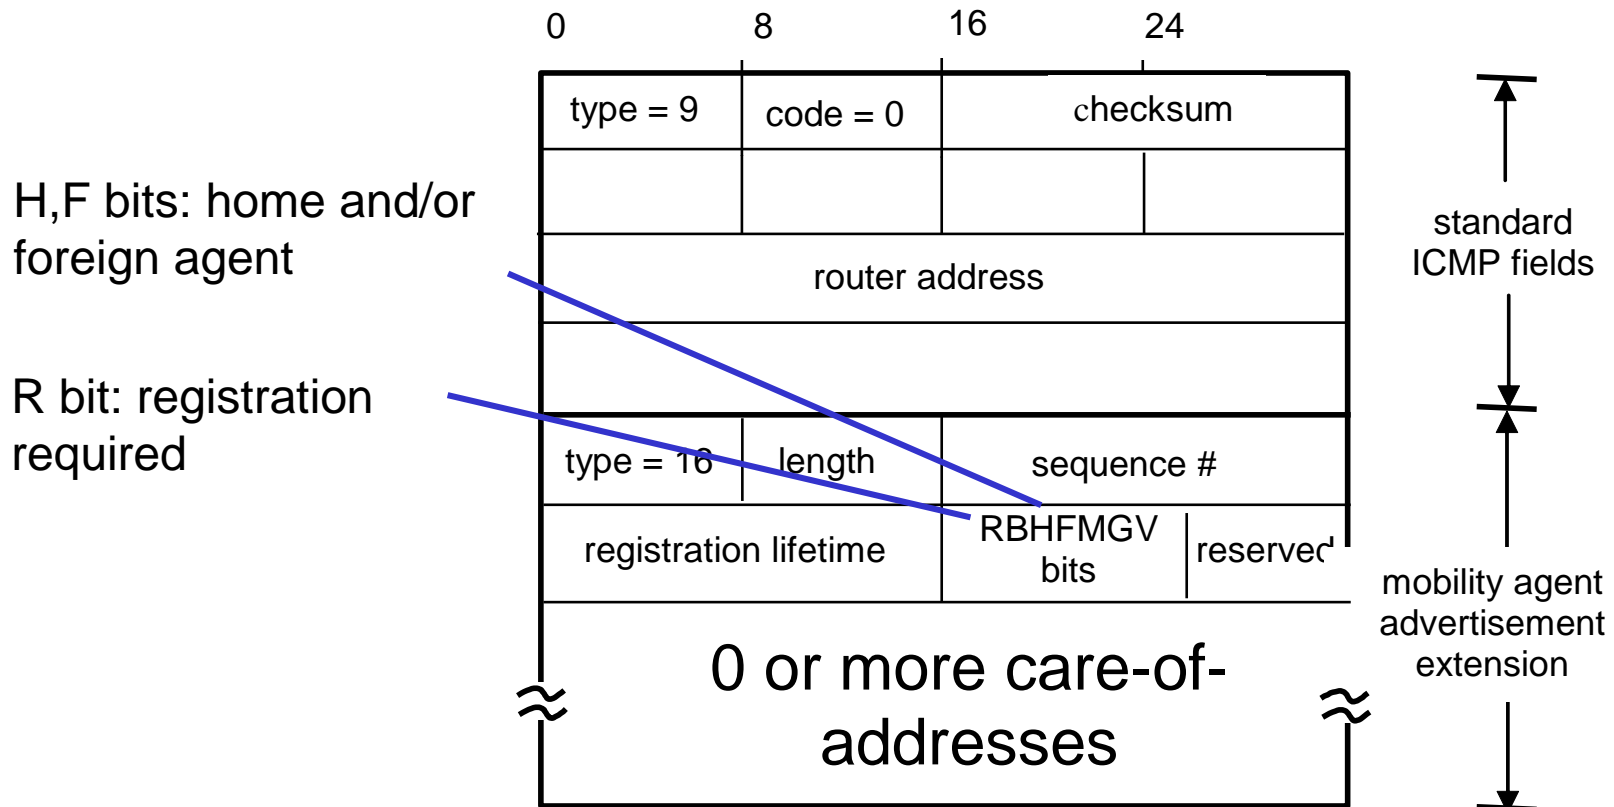 0 8 16 24
type = 9 code = 0 checksum
H,F bits: home and/or
foreign agent
standard
ICMP fields
router address
R bit: registration
required
type = 16 length sequence #
registration lifetime RBHFMGV
bits
reserved
mobility agent
advertisement
extension
0 or more care-of-
addresses